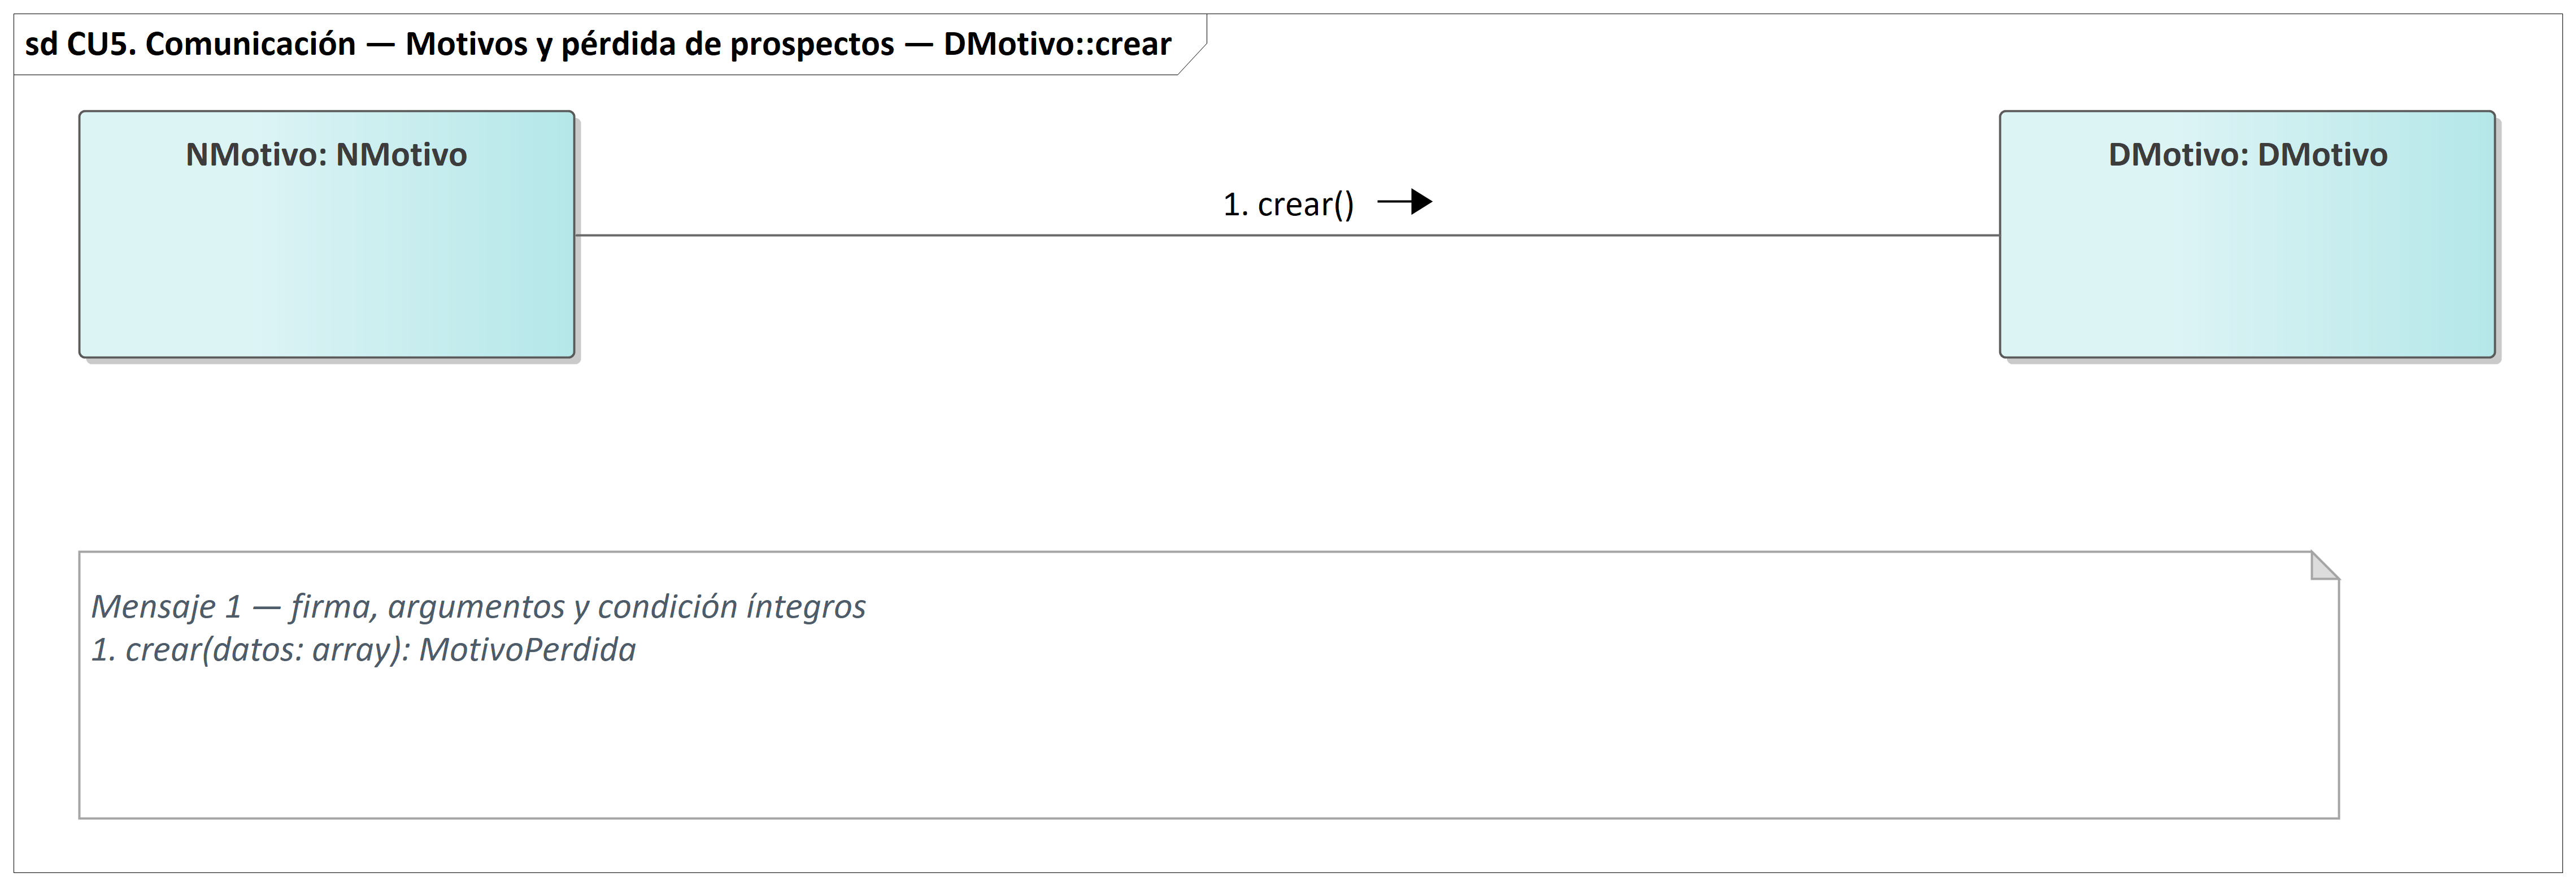 sd CU5. Comunicación — Motivos y pérdida de prospectos — DMotivo::crear
NMotivo: NMotivo
DMotivo: DMotivo
1. crear()
Mensaje 1 — firma, argumentos y condición íntegros
1. crear(datos: array): MotivoPerdida